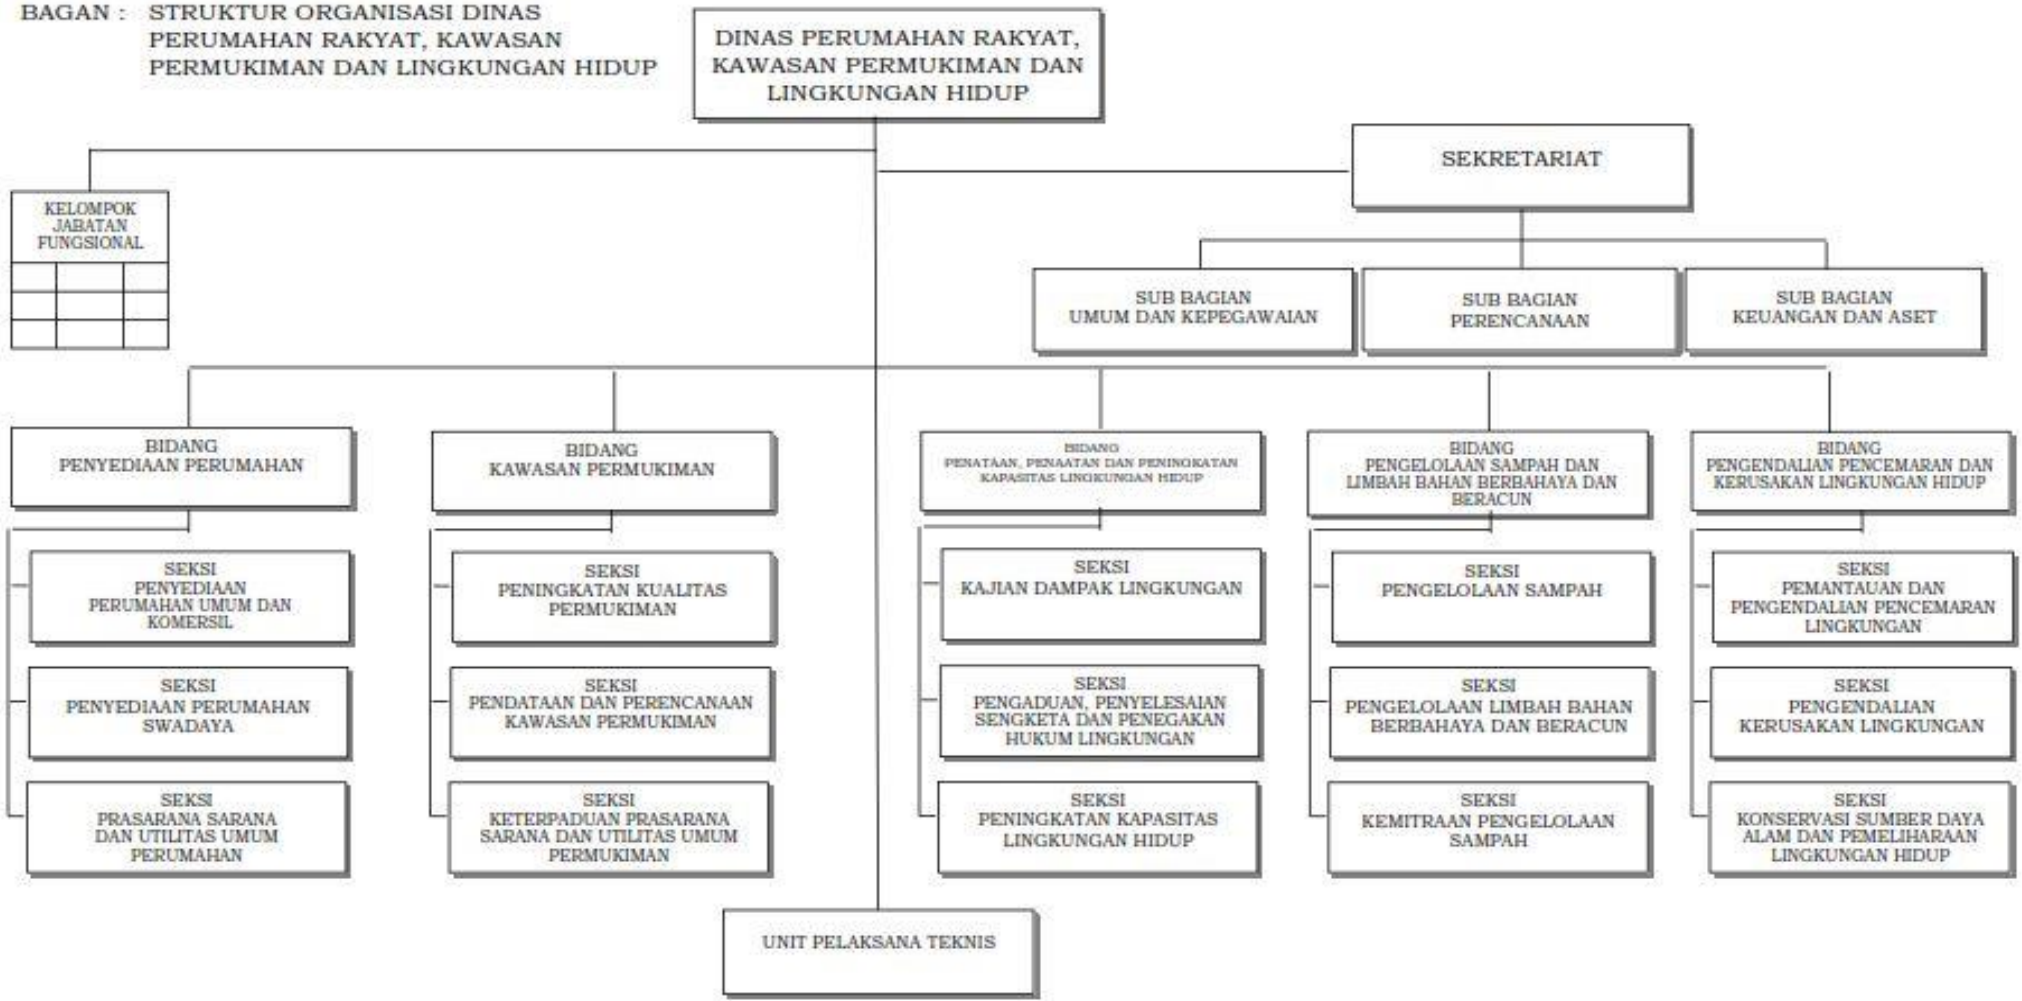 BAGAN : STRUKTUR ORGANISASI DINAS
PERUMAHAN RAKYAT, KAWASAN
PERMUKIMAN DAN LINGKUNGAN HIDUP
DINAS PERUMAHAN RAKYAT,
KAWASAN PERMUKIMAN DAN
LINGKUNGAN HIDUP
SEKRETARIAT
KELOMPOK
JABATAN
FUNGSIONAL
SUB BAGIAN
UMUM DAN KEPEGAWAIAN
SUB BAGIAN
PERENCANAAN
SUB BAGIAN
KEUANGAN DAN ASET
BIDANG
PENYEDIAAN PERUMAHAN
BIDANG
KAWASAN PERMUKIMAN
BIDANG
PENATAAN, PENAATAN DAN PENINGKATAN
KAPASITAS LINGKUNGAN HIDUP
BIDANG
PENGELOLAAN SAMPAH DAN
LIMBAH BAHAN BERBAHAYA DAN
BERACUN
BIDANG
PENGENDALIAN PENCEMARAN DAN
KERUSAKAN LINGKUNGAN HIDUP
SEKSI
PENYEDIAAN
PERUMAHAN UMUM DAN
KOMERSIL
SEKSI
PENINGKATAN KUALITAS
PERMUKIMAN
SEKSI
KAJIAN DAMPAK LINGKUNGAN
SEKSI
PENGELOLAAN SAMPAH
SEKSI
PEMANTAUAN DAN
PENGENDALIAN PENCEMARAN
LINGKUNGAN
SEKSI
PENYEDIAAN PERUMAHAN
SWADAYA
SEKSI
PENDATAAN DAN PERENCANAAN
KAWASAN PERMUKIMAN
SEKSI
PENGADUAN, PENYELESAIAN
SENGKETA DAN PENEGAKAN
HUKUM LINGKUNGAN
SEKSI
PENGELOLAAN LIMBAH BAHAN
BERBAHAYA DAN BERACUN
SEKSI
PENGENDALIAN
KERUSAKAN LINGKUNGAN
SEKSI
PRASARANA SARANA
DAN UTILITAS UMUM
PERUMAHAN
SEKSI
KETERPADUAN PRASARANA
SARANA DAN UTILITAS UMUM
PERMUKIMAN
SEKSI
PENINGKATAN KAPASITAS
LINGKUNGAN HIDUP
SEKSI
KEMITRAAN PENGELOLAAN
SAMPAH
SEKSI
KONSERVASI SUMBER DAYA
ALAM DAN PEMELIHARAAN
LINGKUNGAN HIDUP
UNIT PELAKSANA TEKNIS